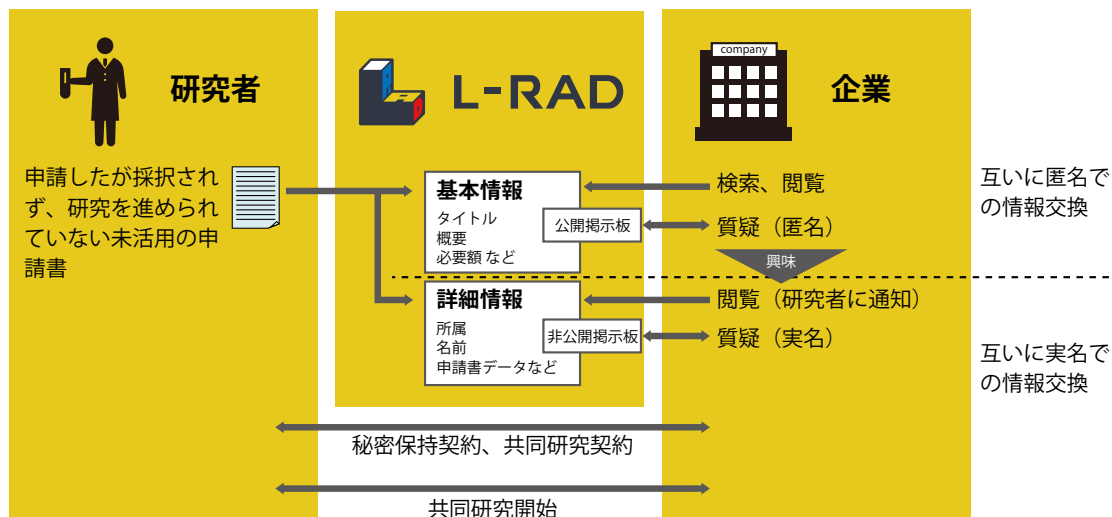 研究者
申請したが採択され
ず、研究を進められ
ていない未活用の申
請書
L-RAD
基本情報
タイトル
概要
必要額 など
公開掲示板
詳細情報
所属
名前
申請書データなど
非公開掲示板
company
企業
検索、閲覧
質疑（匿名）
興味
閲覧（研究者に通知）
質疑（実名）
互いに匿名で
の情報交換
互いに実名で
の情報交換
秘密保持契約、共同研究契約
共同研究開始